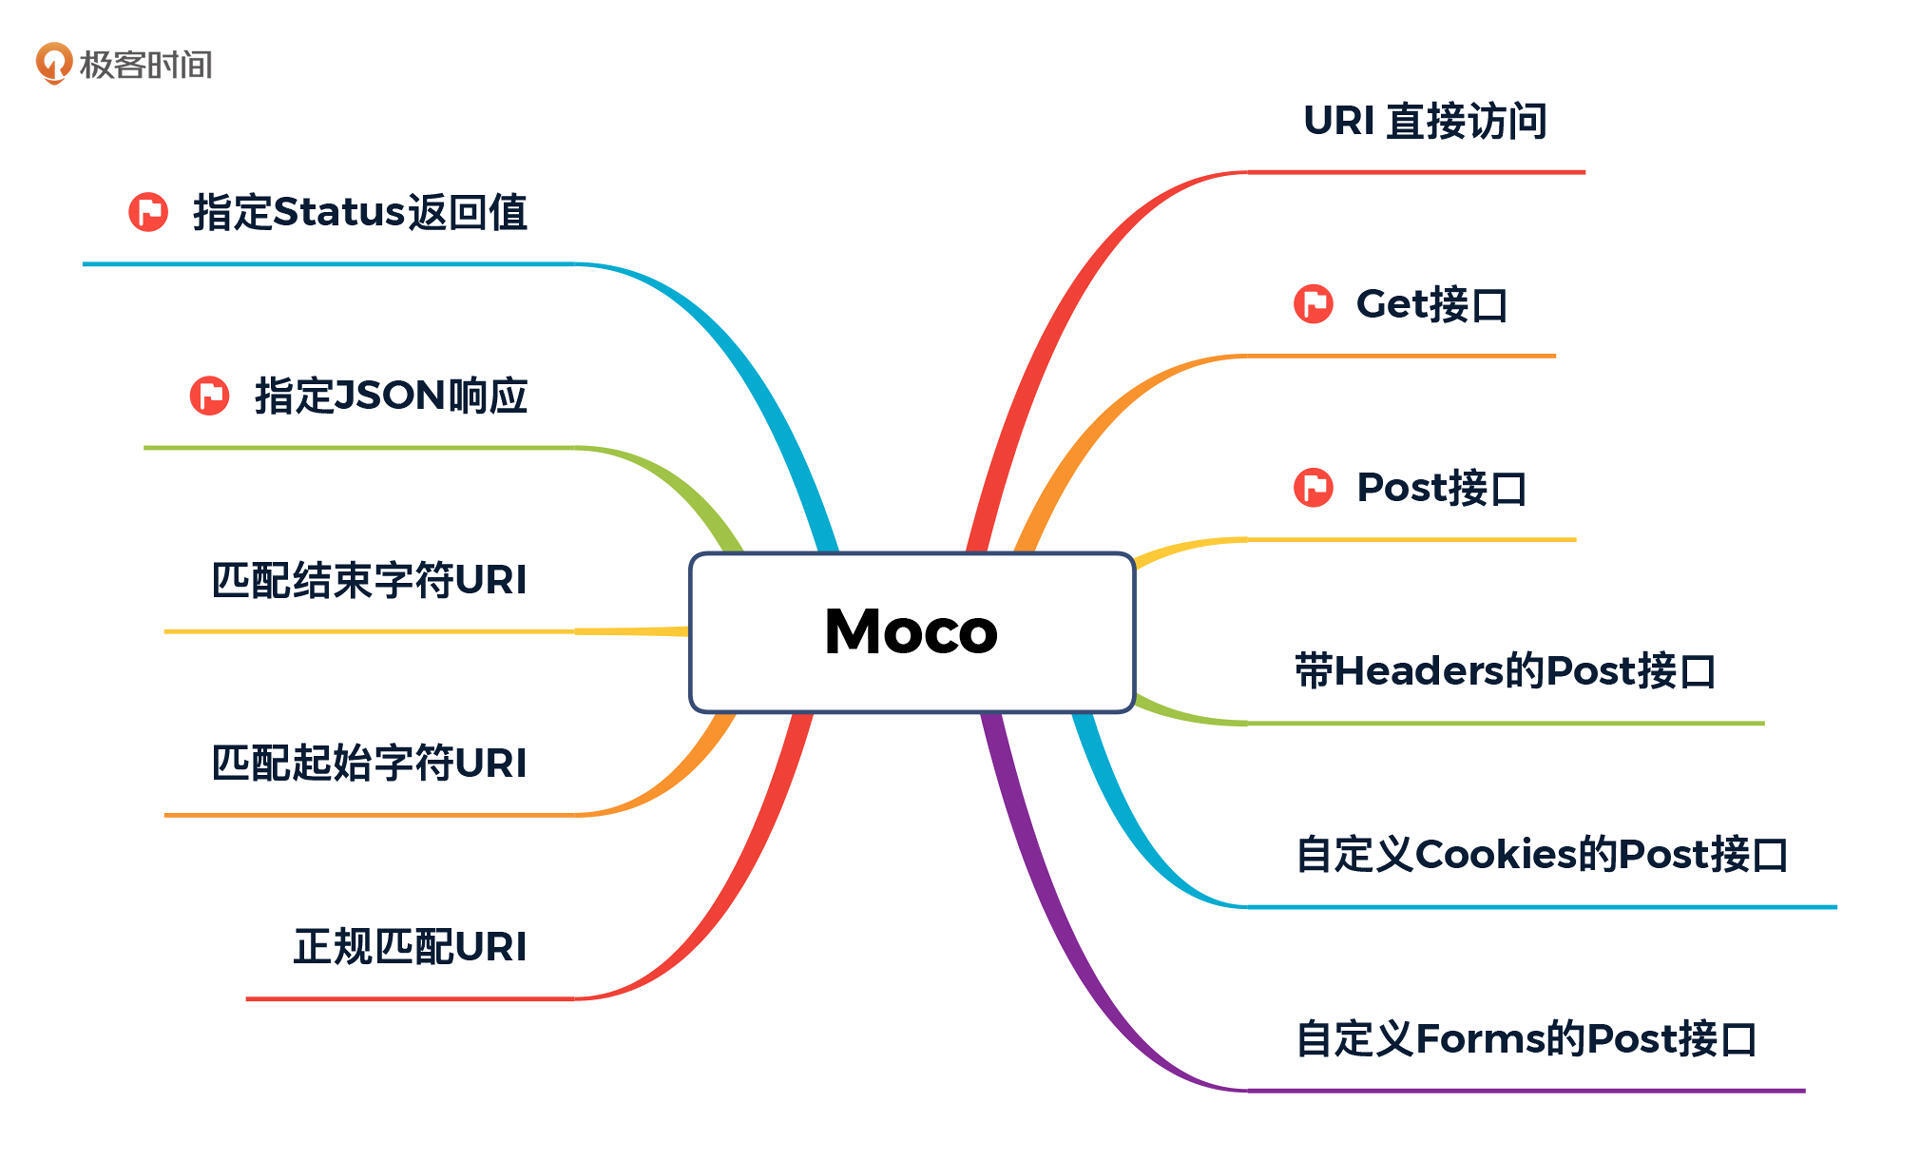 极客时间
指定Status返回值
指定JSON响应
匹配结束字符URI
匹配起始字符URI
正规匹配URI
Moco
URI 直接访问
Get接口
Post接口
带Headers的Post接口
自定义Cookies的Post接口
自定义Forms的Post接口